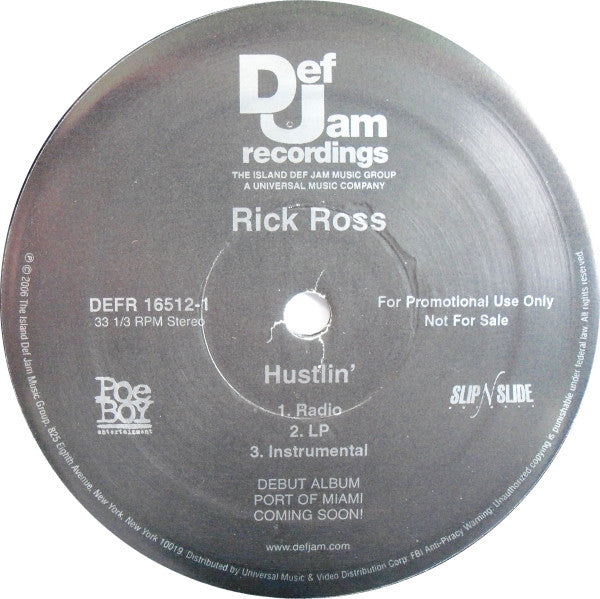 Def
Jam
recordings
THE ISLAND DEF JAM MUSIC GROUP
A UNIVERSAL MUSIC COMPANY
Rick Ross
DEFR 16512-1
33 1/3 RPM Stereo
For Promotional Use Only
Not For Sale
Hustlin'
1. Radio
2. LP
3. Instrumental
Poe
Boy
entertainment
SLIP N SLIDE
DEBUT ALBUM
PORT OF MIAMI
COMING SOON!
www.defjam.com
℗ © 2006 The Island Def Jam Music Group, 825 Eighth Avenue, New York, New York 10019 Distributed by Universal Music & Video Distribution Corp. FBI Anti-Piracy Warning: Unauthorized copying is punishable under federal law. All rights reserved.